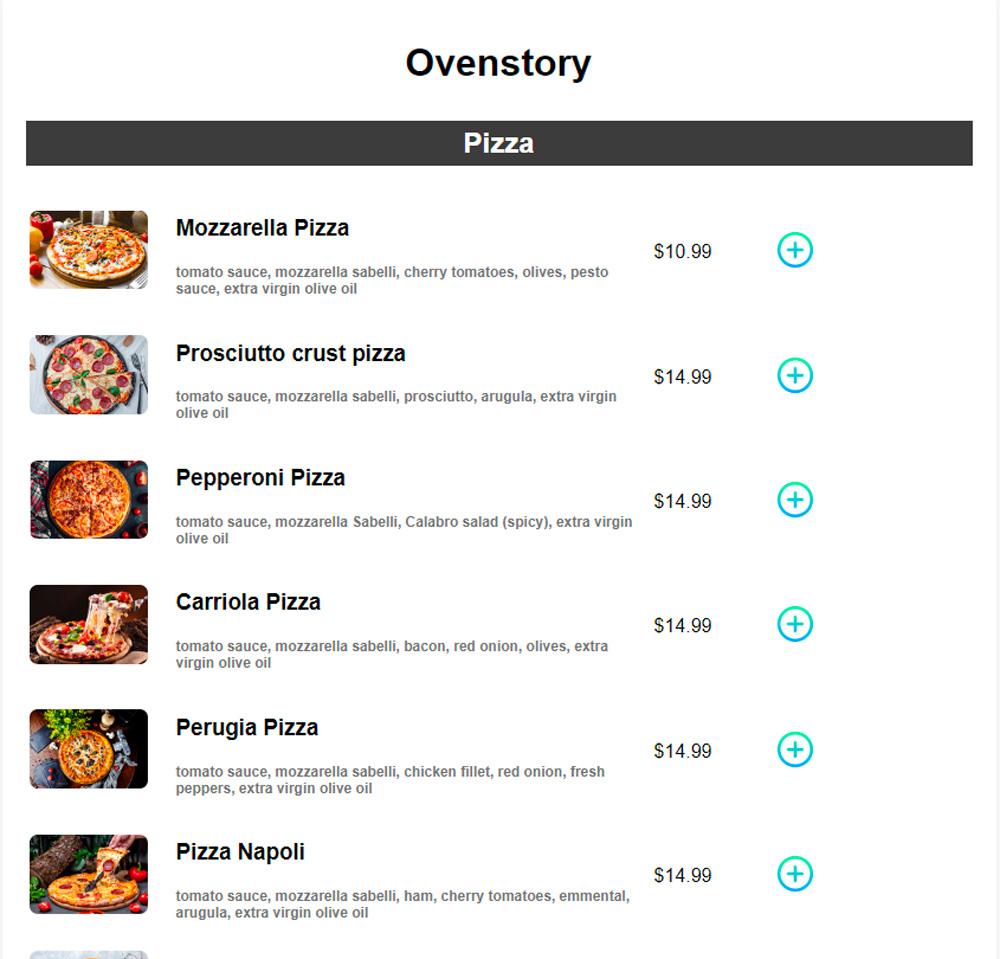 Ovenstory
Pizza
Mozzarella Pizza
tomato sauce, mozzarella sabelli, cherry tomatoes, olives, pesto
sauce, extra virgin olive oil
$10.99
Prosciutto crust pizza
tomato sauce, mozzarella sabelli, prosciutto, arugula, extra virgin
olive oil
$14.99
Pepperoni Pizza
tomato sauce, mozzarella Sabelli, Calabro salad (spicy), extra virgin
olive oil
$14.99
Carriola Pizza
tomato sauce, mozzarella sabelli, bacon, red onion, olives, extra
virgin olive oil
$14.99
Perugia Pizza
tomato sauce, mozzarella sabelli, chicken fillet, red onion, fresh
peppers, extra virgin olive oil
$14.99
Pizza Napoli
tomato sauce, mozzarella sabelli, ham, cherry tomatoes, emmental,
arugula, extra virgin olive oil
$14.99